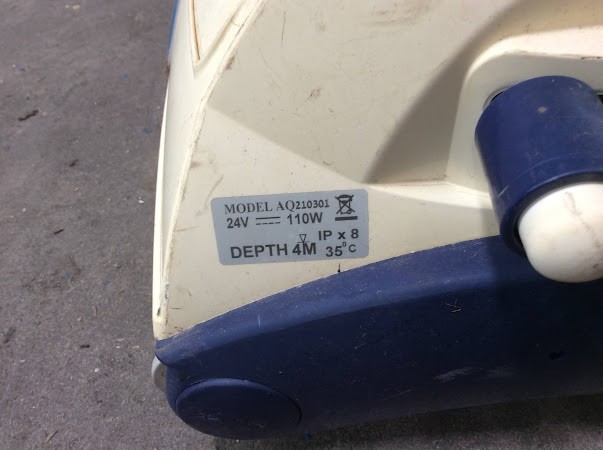 MODEL AQ210301
24V 110W
IP x 8
DEPTH 4M 35°C